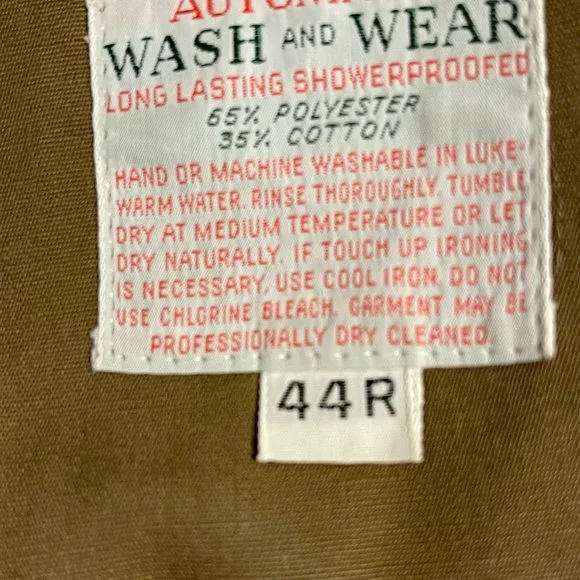 WASH AND WEAR
LONG LASTING SHOWERPROOFED
65% POLYESTER
35% COTTON
HAND OR MACHINE WASHABLE IN LUKE-
WARM WATER. RINSE THOROUGHLY. TUMBLE
DRY AT MEDIUM TEMPERATURE OR LET
DRY NATURALLY. IF TOUCH UP IRONING
IS NECESSARY, USE COOL IRON. DO NOT
USE CHLORINE BLEACH. GARMENT MAY BE
PROFESSIONALLY DRY CLEANED.
44R